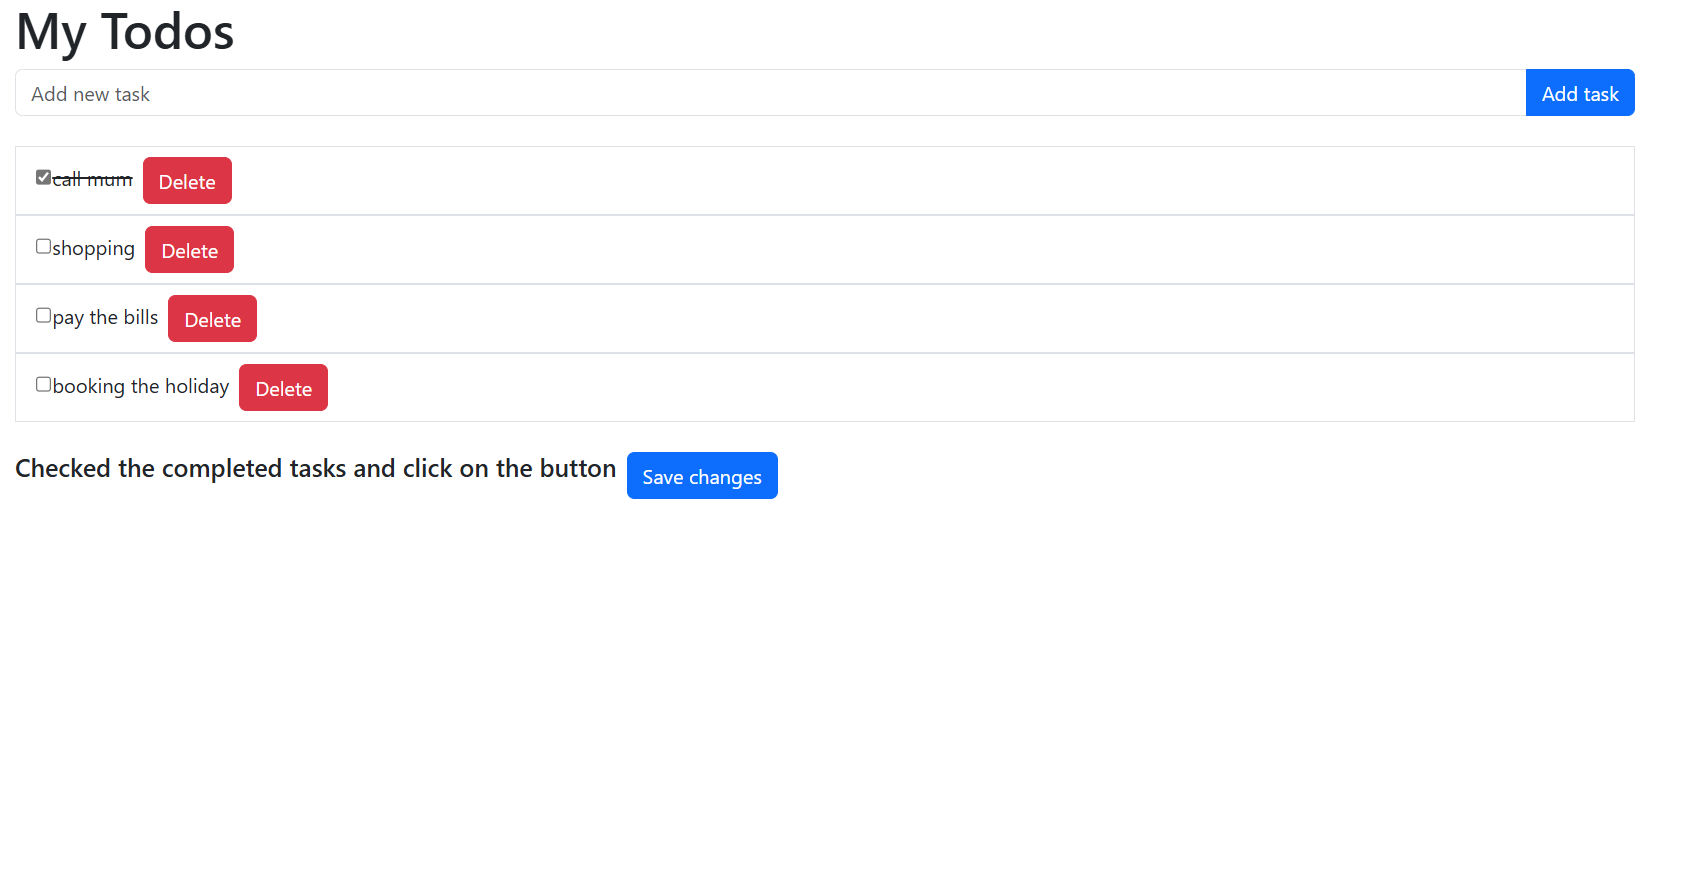 My Todos
Add new task Add task
call mum Delete
shopping Delete
pay the bills Delete
booking the holiday Delete
Checked the completed tasks and click on the button Save changes